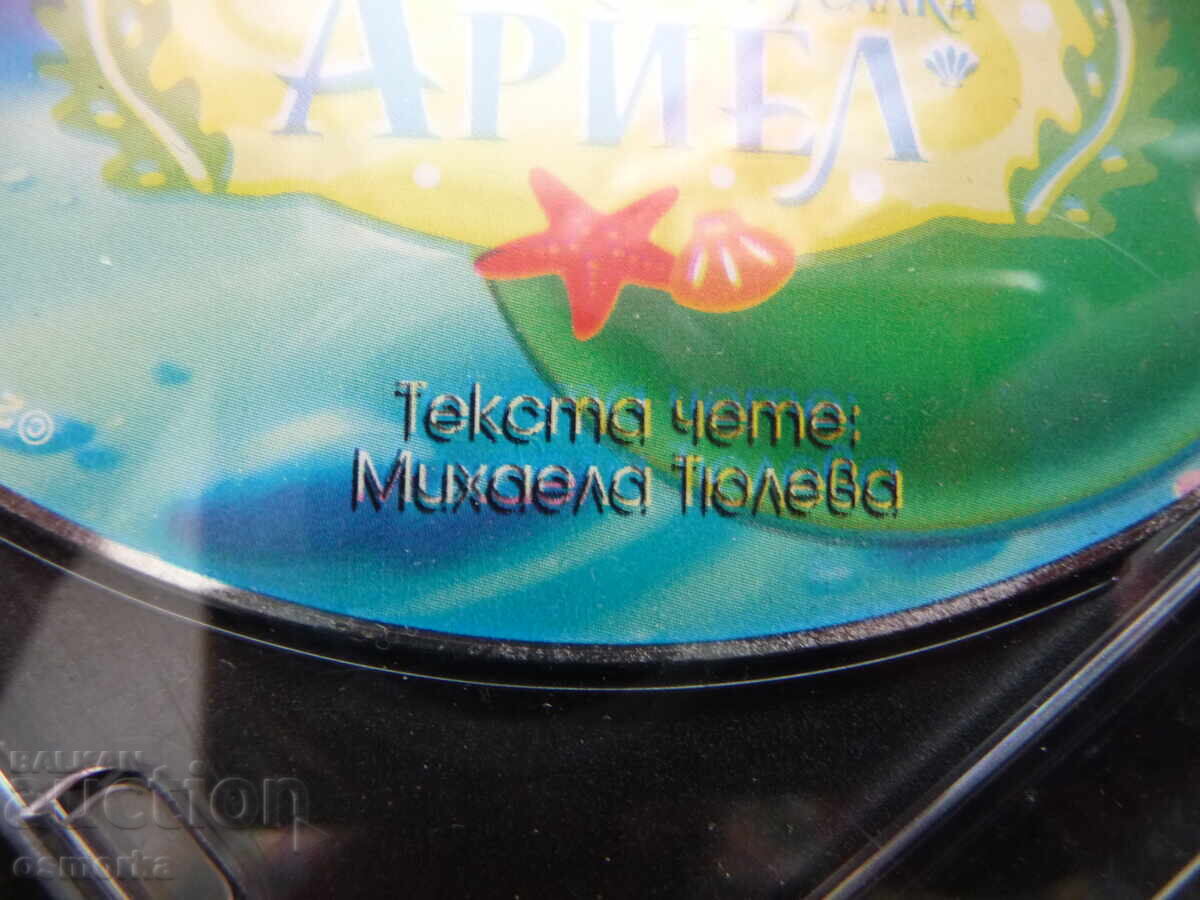 Ариел
©
Текста чете:
Михаела Тюлева
BALKAN
auction
osmorka